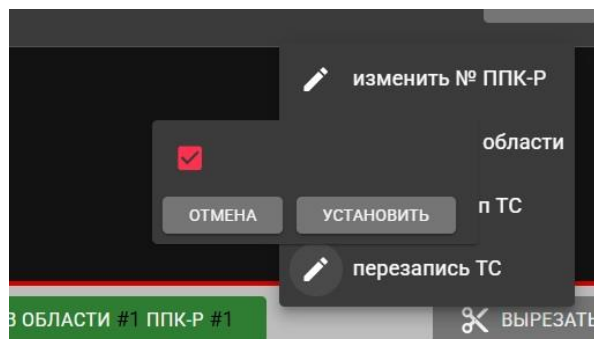 изменить № ППК-Р
области
п ТС
ОТМЕНА
УСТАНОВИТЬ
перезапись ТС
В ОБЛАСТИ #1 ППК-Р #1
ВЫРЕЗАТЬ